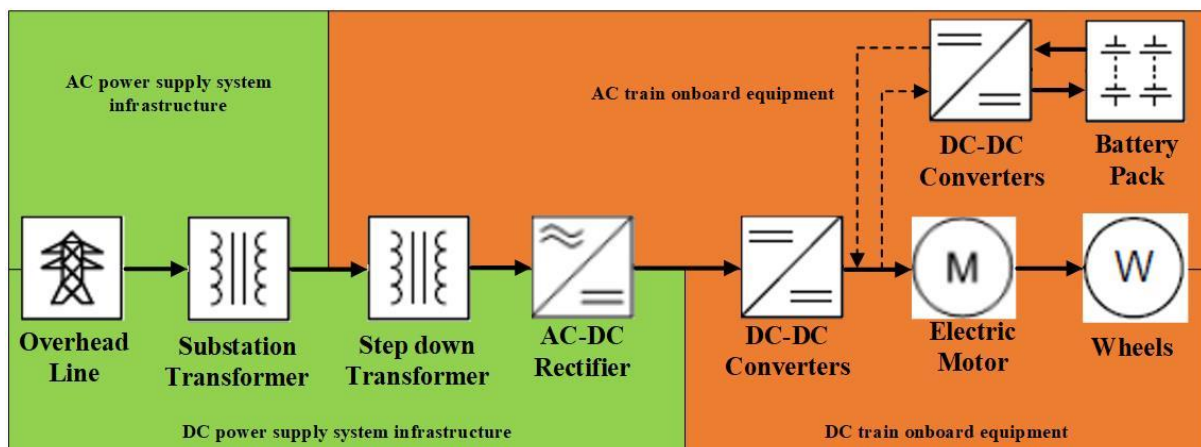 AC power supply system
infrastructure
AC train onboard equipment
DC-DC
Converters
Battery
Pack
M
W
Overhead
Line
Substation
Transformer
Step down
Transformer
AC-DC
Rectifier
DC-DC
Converters
Electric
Motor
Wheels
DC power supply system infrastructure
DC train onboard equipment